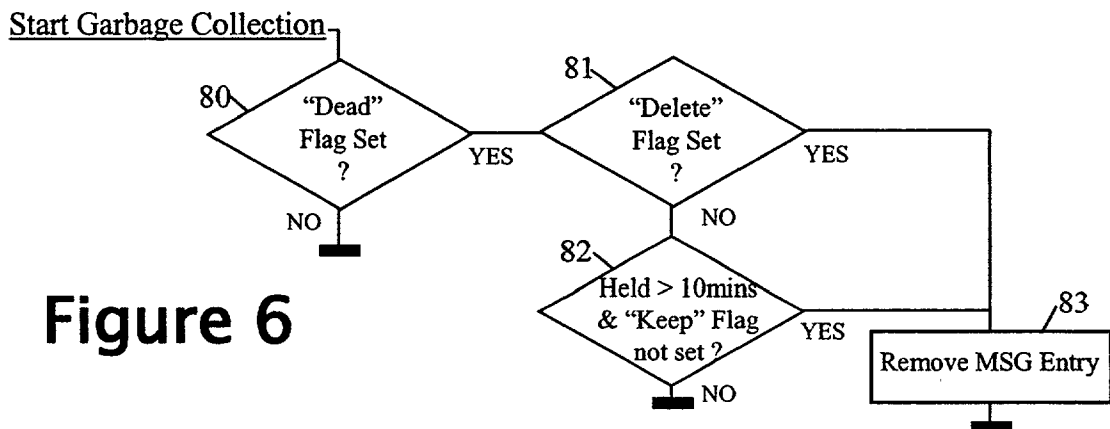 Start Garbage Collection
80
“Dead”
Flag Set
?
YES
NO
81
“Delete”
Flag Set
?
YES
NO
82
Held > 10mins
& “Keep” Flag
not set ?
YES
NO
83
Remove MSG Entry
Figure 6